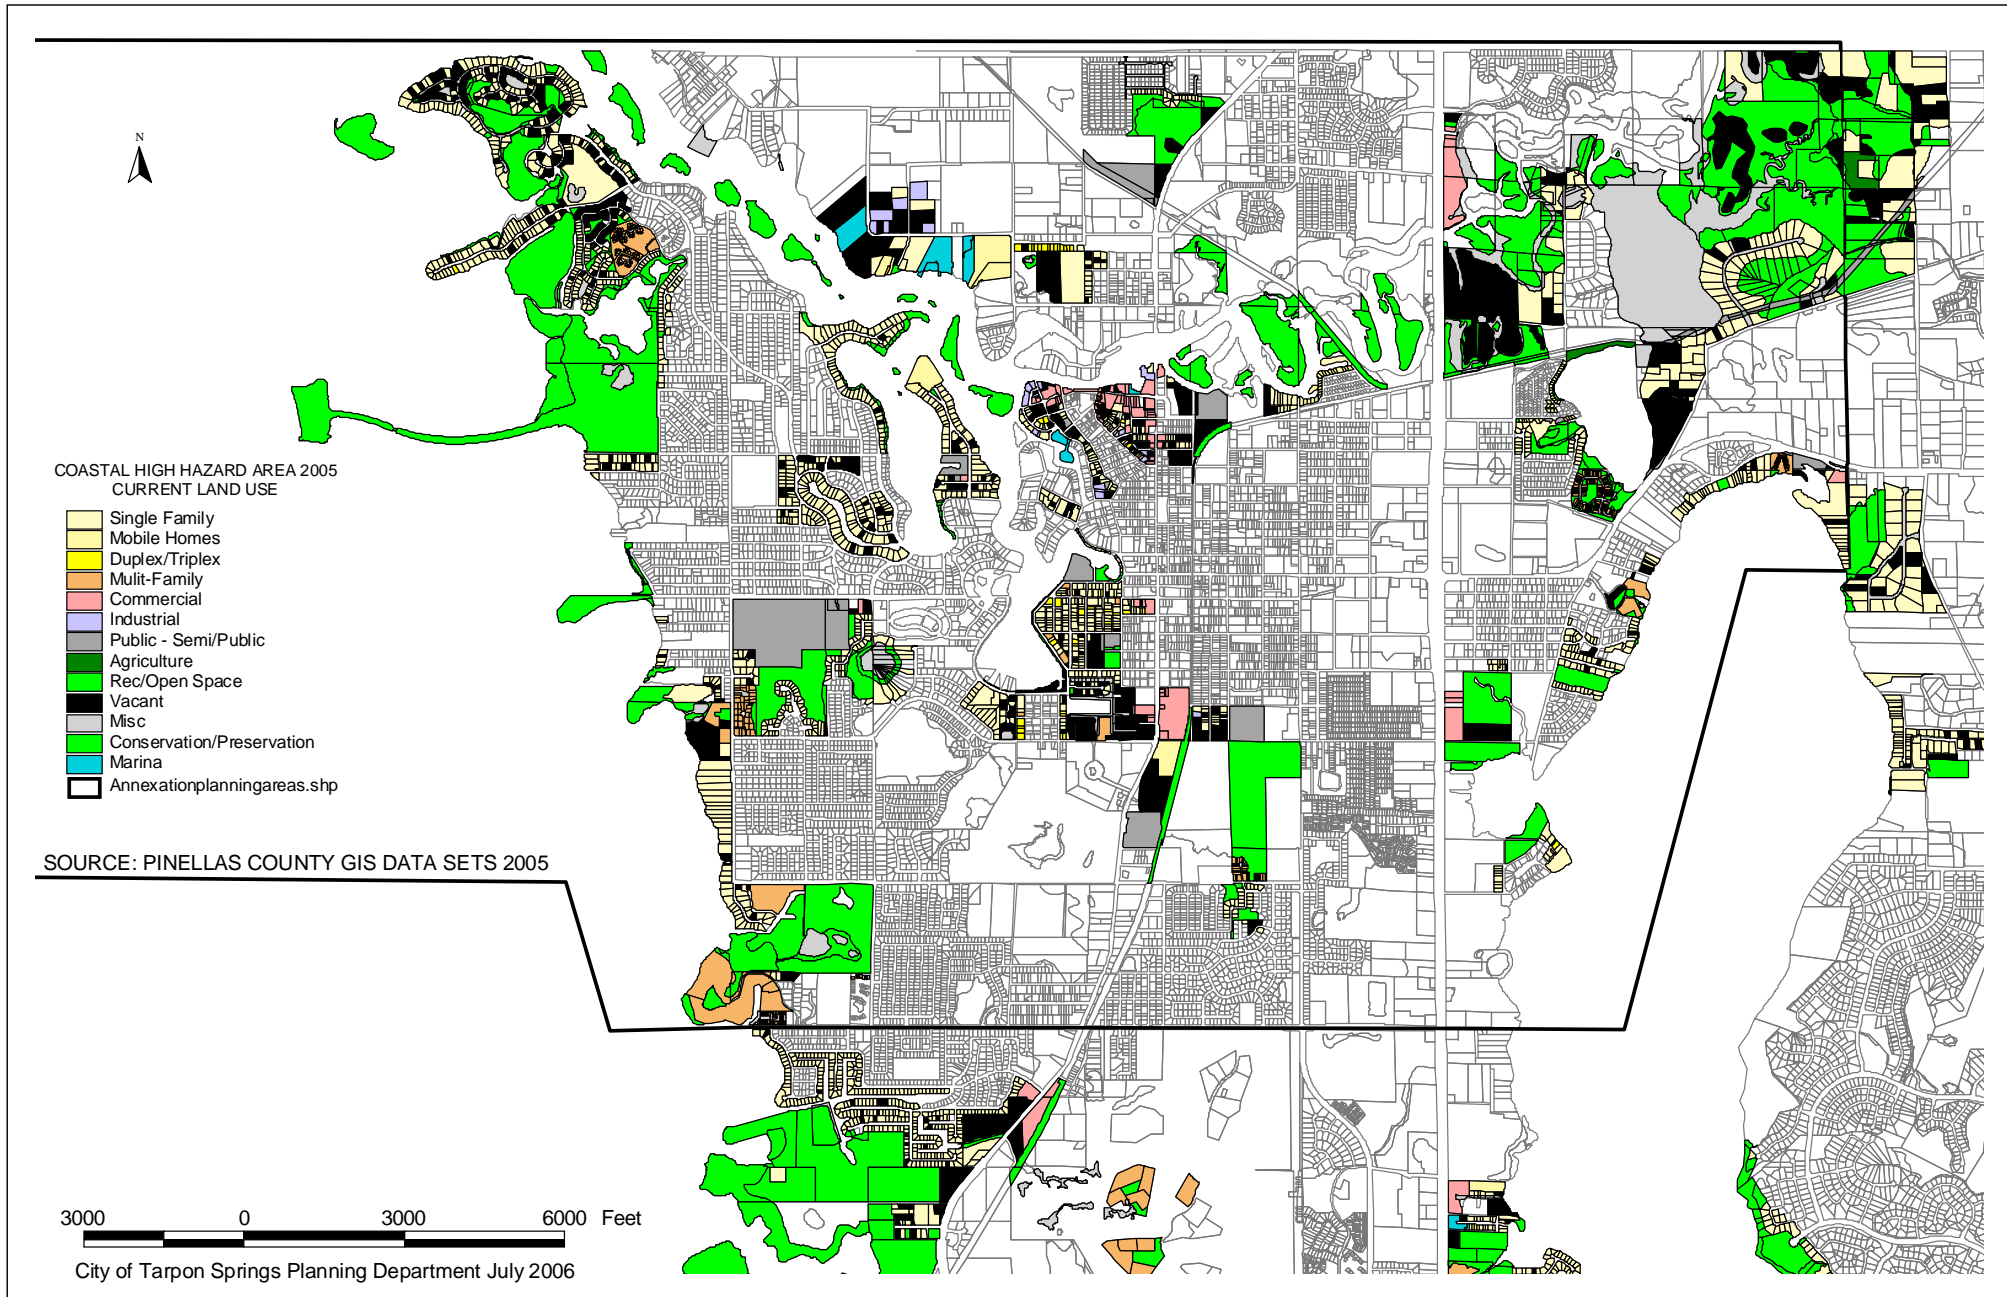 N
COASTAL HIGH HAZARD AREA 2005
CURRENT LAND USE
Single Family
Mobile Homes
Duplex/Triplex
Mulit-Family
Commercial
Industrial
Public - Semi/Public
Agriculture
Rec/Open Space
Vacant
Misc
Conservation/Preservation
Marina
Annexationplanningareas.shp
SOURCE: PINELLAS COUNTY GIS DATA SETS 2005
3000 0 3000 6000 Feet
City of Tarpon Springs Planning Department July 2006